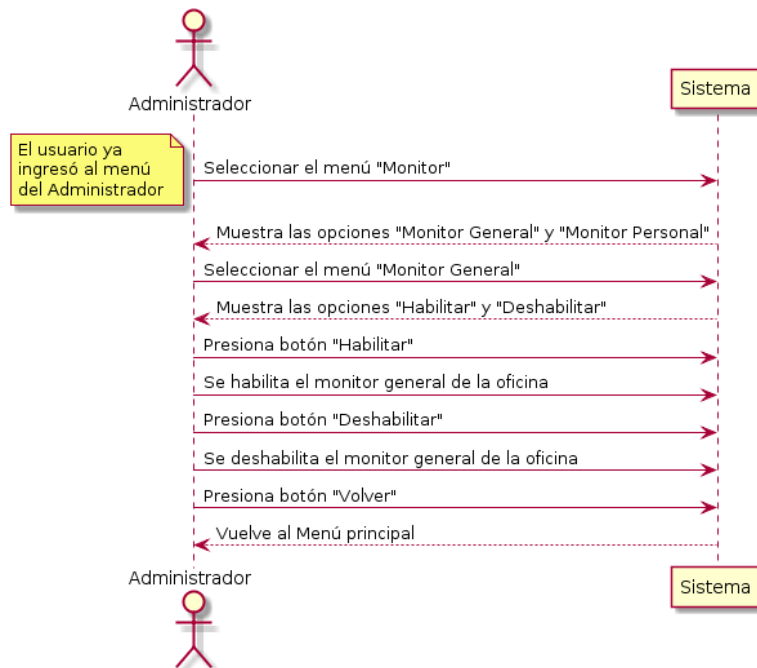 Administrador
Sistema
El usuario ya
ingresó al menú
del Administrador
Seleccionar el menú "Monitor"
Muestra las opciones "Monitor General" y "Monitor Personal"
Seleccionar el menú "Monitor General"
Muestra las opciones "Habilitar" y "Deshabilitar"
Presiona botón "Habilitar"
Se habilita el monitor general de la oficina
Presiona botón "Deshabilitar"
Se deshabilita el monitor general de la oficina
Presiona botón "Volver"
Vuelve al Menú principal
Administrador
Sistema